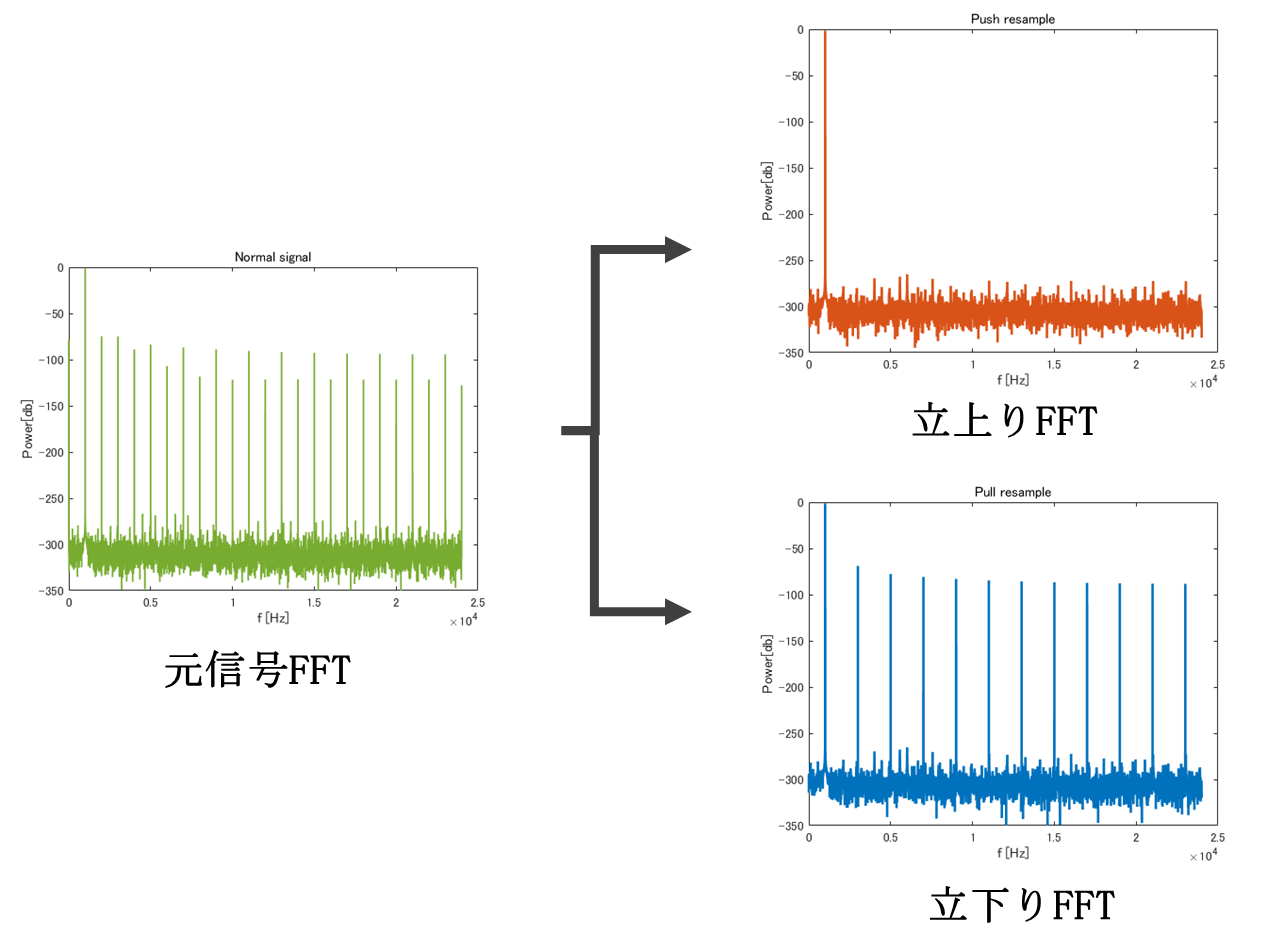 Normal signal
0
-50
-100
-150
-200
-250
-300
-350
Power[db]
0 0.5 1 1.5 2 2.5
f[Hz]
×10^4
元信号FFT
Push resample
0
-50
-100
-150
-200
-250
-300
-350
Power[db]
0 0.5 1 1.5 2 2.5
f[Hz]
×10^4
立上りFFT
Pull resample
0
-50
-100
-150
-200
-250
-300
-350
Power[db]
0 0.5 1 1.5 2 2.5
f[Hz]
×10^4
立下りFFT